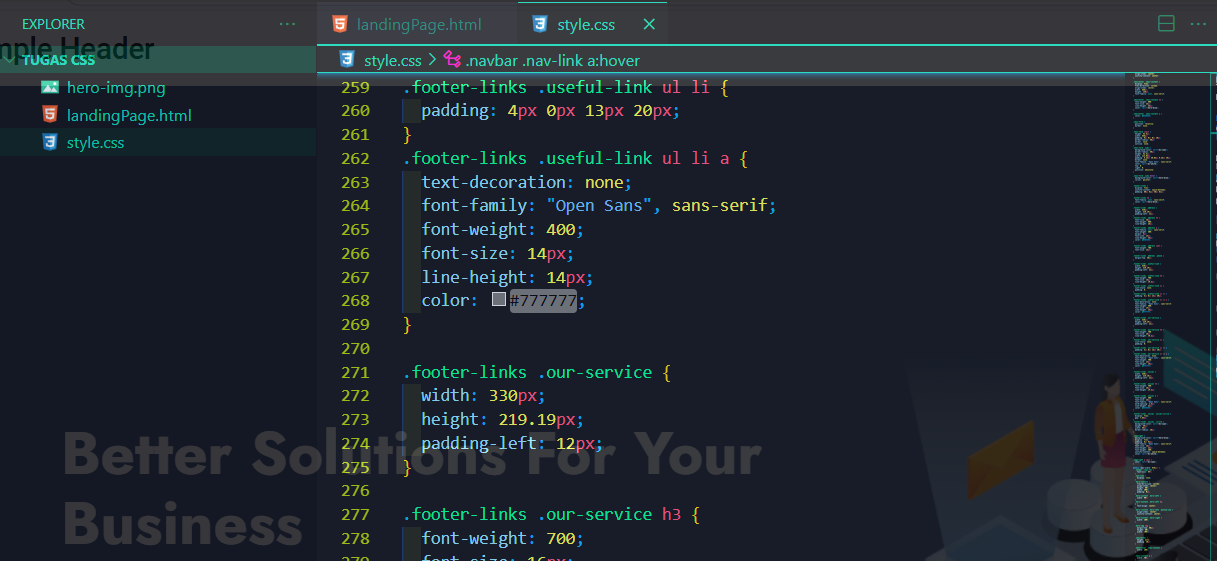 EXPLORER
···
landingPage.html
style.css
mple Header
TUGAS CSS
style.css > .navbar .nav-link a:hover
hero-img.png
landingPage.html
style.css
259 .footer-links .useful-link ul li {
260 padding: 4px 0px 13px 20px;
261 }
262 .footer-links .useful-link ul li a {
263 text-decoration: none;
264 font-family: "Open Sans", sans-serif;
265 font-weight: 400;
266 font-size: 14px;
267 line-height: 14px;
268 color: #777777;
269 }
270
271 .footer-links .our-service {
272 width: 330px;
273 height: 219.19px;
274 padding-left: 12px;
275 }
276
277 .footer-links .our-service h3 {
278 font-weight: 700;
279 font-size: 16px;
Better Solutions For Your
Business